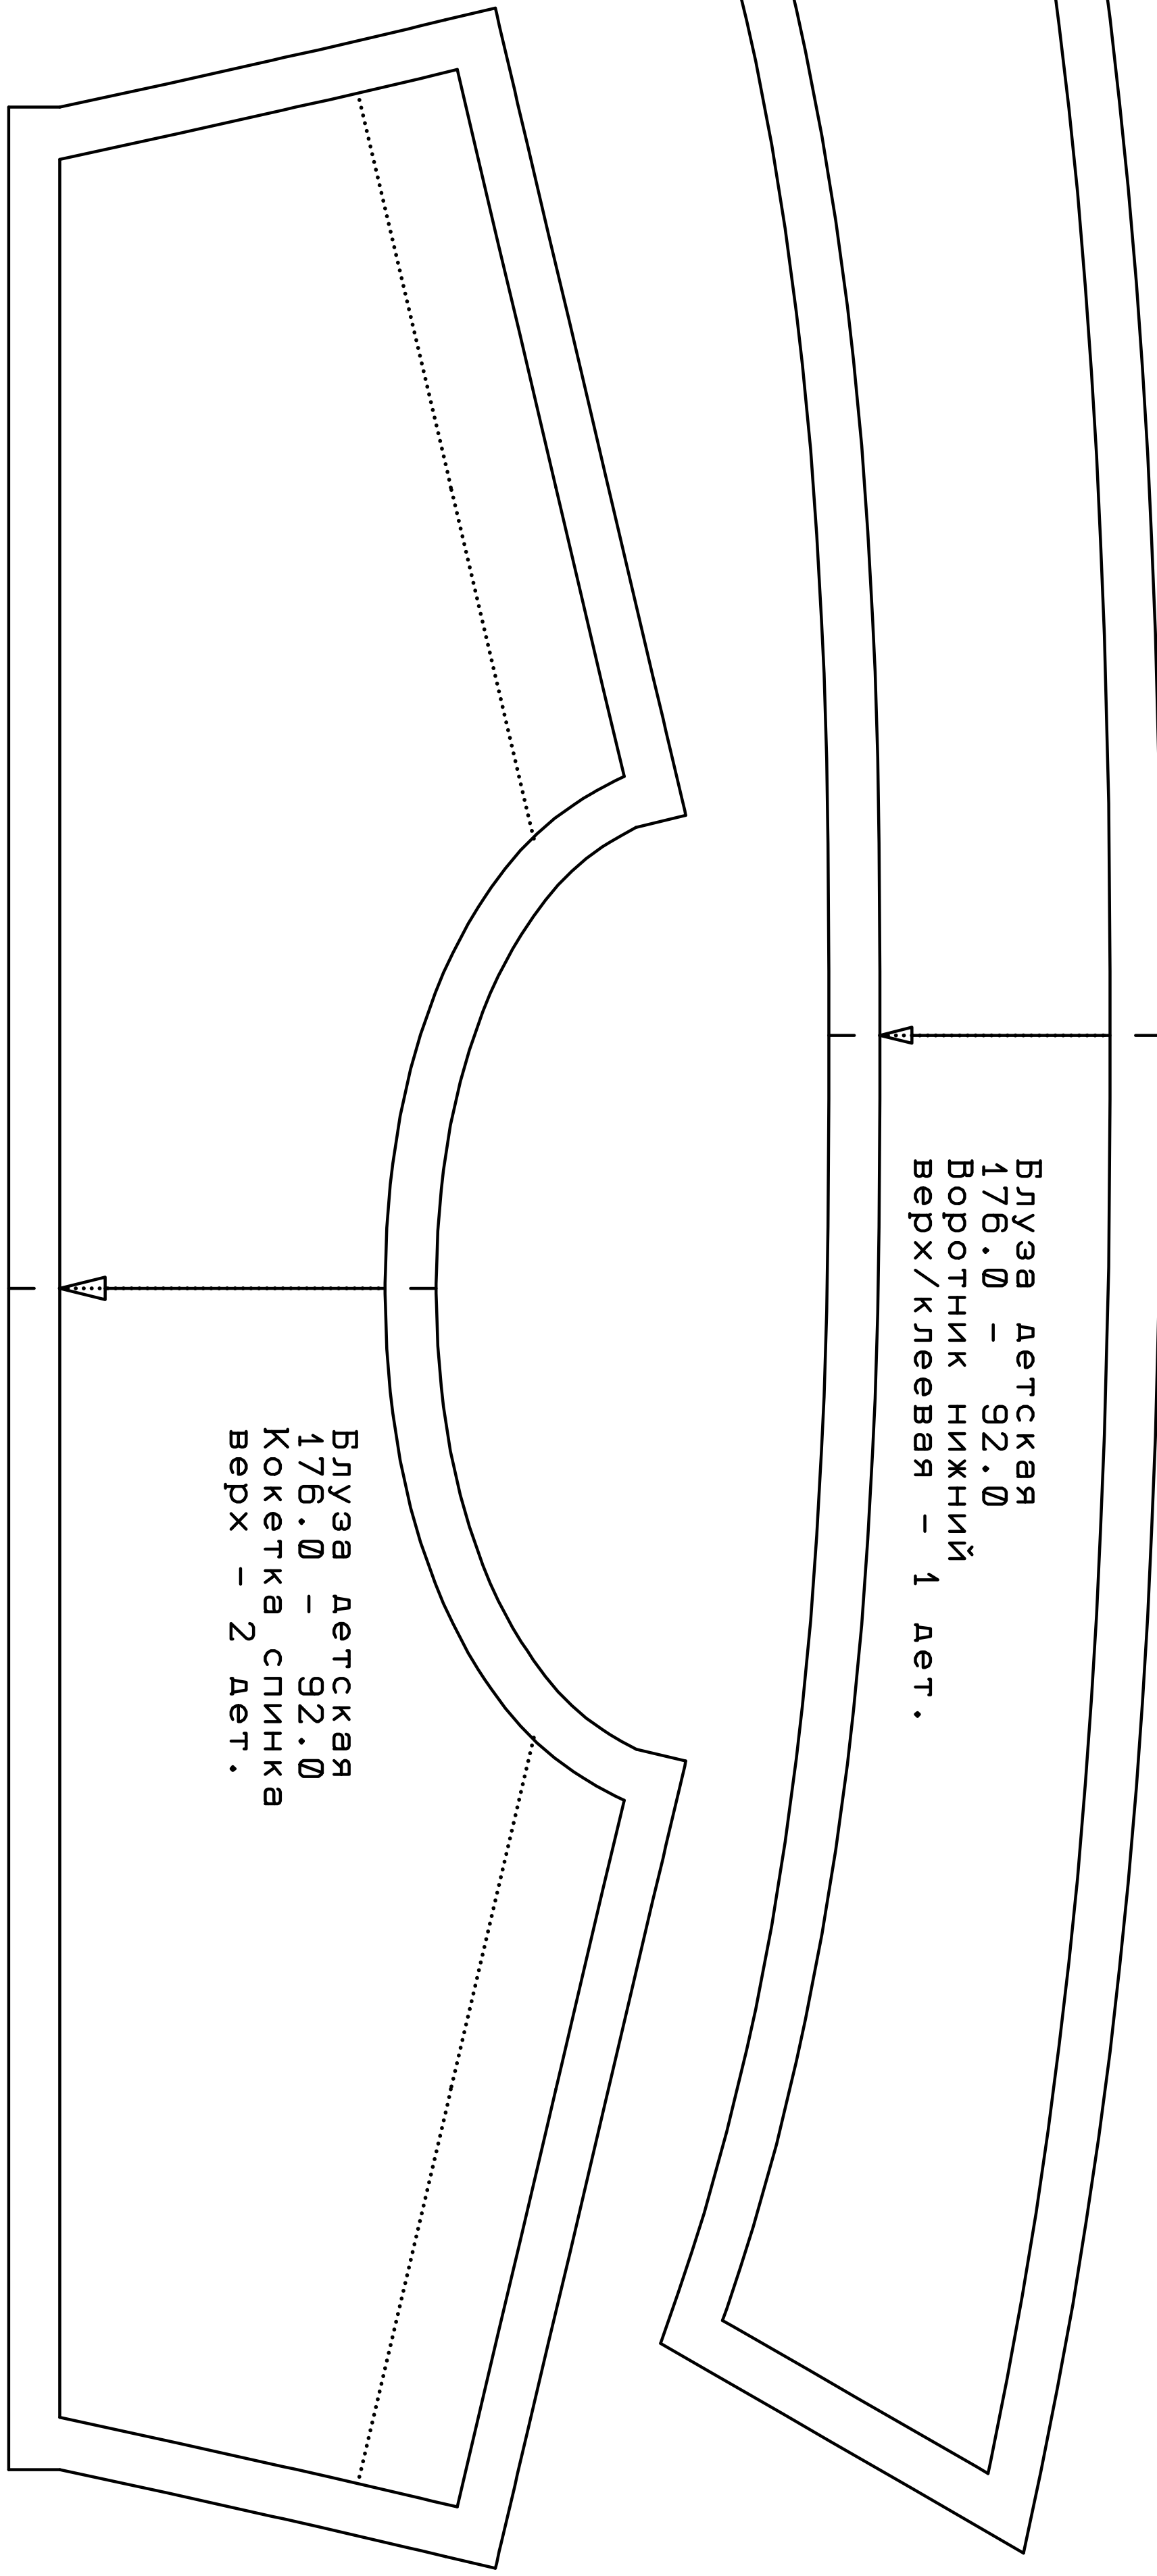 Блуза детская
176.0 - 92.0
Воротник нижний
верх/клеевая - 1 дет.
Блуза детская
176.0 - 92.0
Кокетка спинка
верх - 2 дет.